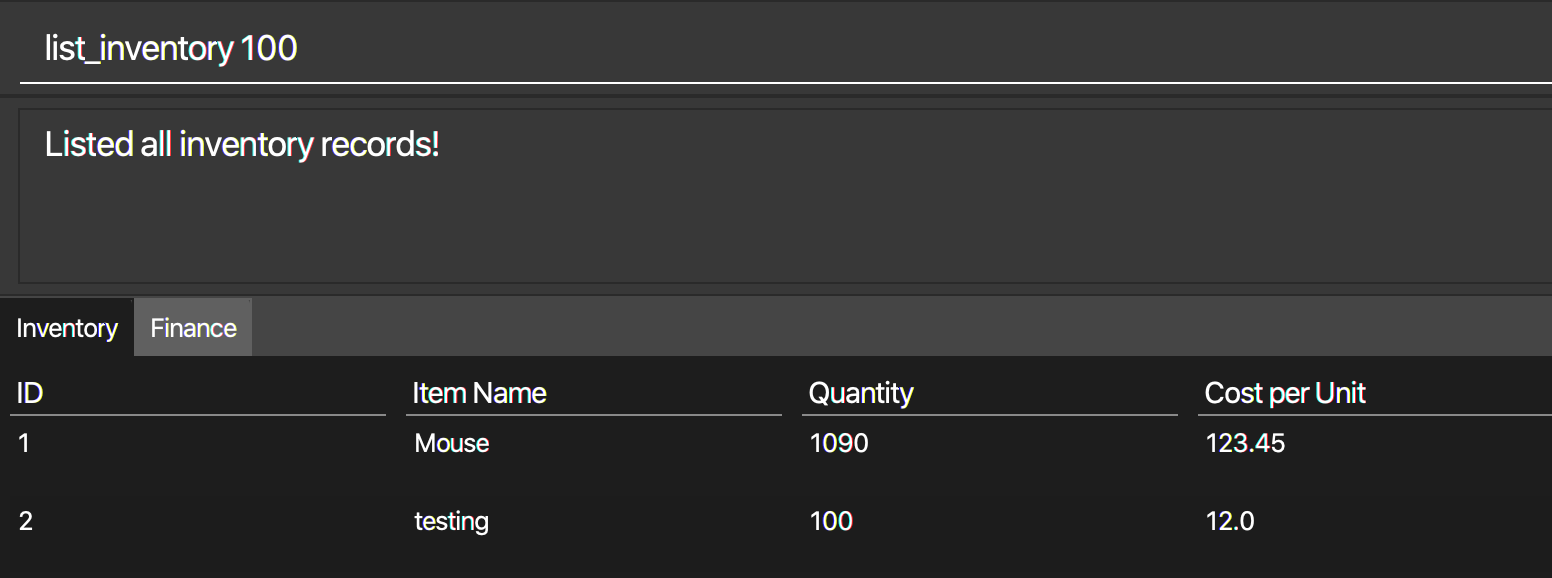 list_inventory 100
Listed all inventory records!
Inventory Finance
ID Item Name Quantity Cost per Unit
1 Mouse 1090 123.45
2 testing 100 12.0